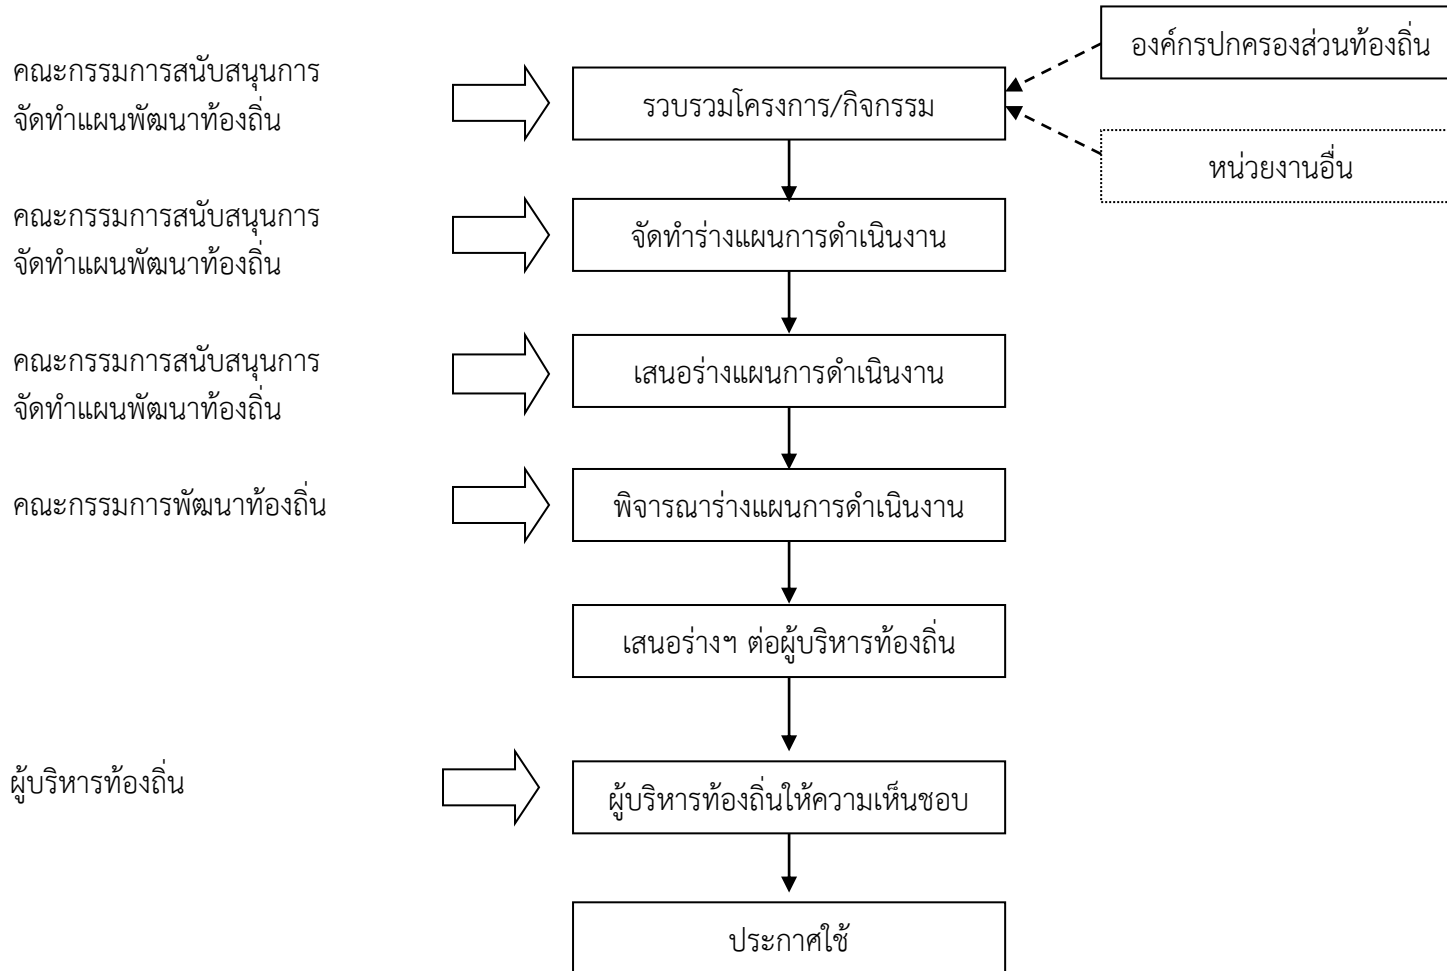 องค์กรปกครองส่วนท้องถิ่น
คณะกรรมการสนับสนุนการ
จัดทำแผนพัฒนาท้องถิ่น
รวบรวมโครงการ/กิจกรรม
หน่วยงานอื่น
คณะกรรมการสนับสนุนการ
จัดทำแผนพัฒนาท้องถิ่น
จัดทำร่างแผนการดำเนินงาน
คณะกรรมการสนับสนุนการ
จัดทำแผนพัฒนาท้องถิ่น
เสนอร่างแผนการดำเนินงาน
คณะกรรมการพัฒนาท้องถิ่น
พิจารณาร่างแผนการดำเนินงาน
เสนอร่างฯ ต่อผู้บริหารท้องถิ่น
ผู้บริหารท้องถิ่น
ผู้บริหารท้องถิ่นให้ความเห็นชอบ
ประกาศใช้